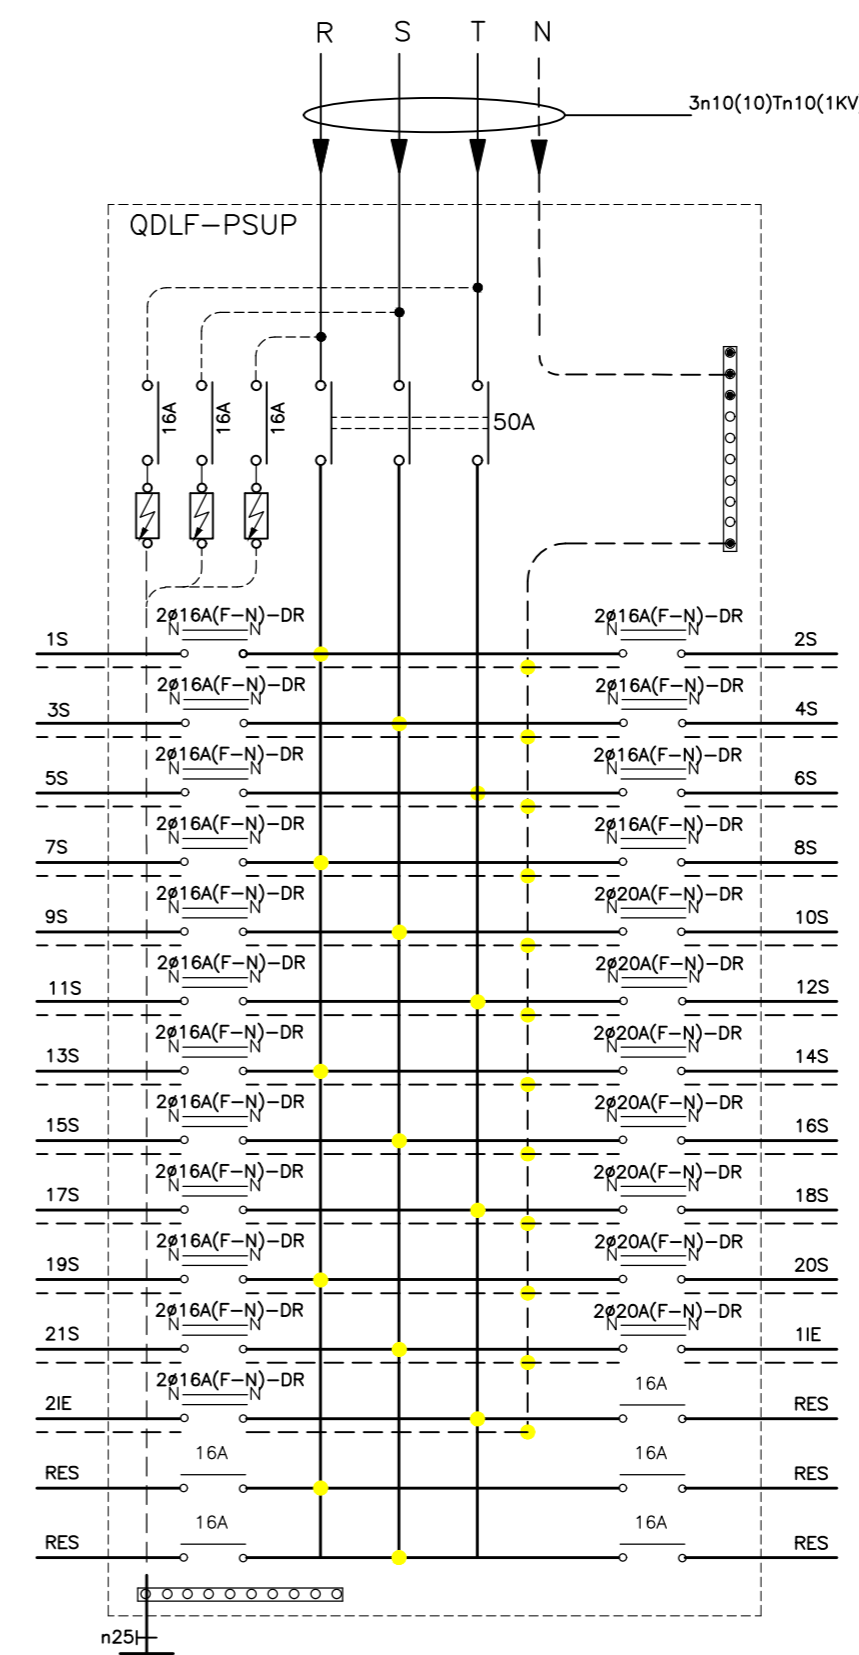 R S T N
3n10(10)Tn10(1KV
QDLF-PSUP
16A 16A 16A 50A
2ø16A(F-N)-DR 2ø16A(F-N)-DR
N N N N
1S 2S
2ø16A(F-N)-DR 2ø16A(F-N)-DR
N N N N
3S 4S
2ø16A(F-N)-DR 2ø16A(F-N)-DR
N N N N
5S 6S
2ø16A(F-N)-DR 2ø16A(F-N)-DR
N N N N
7S 8S
2ø16A(F-N)-DR 2ø20A(F-N)-DR
N N N N
9S 10S
2ø16A(F-N)-DR 2ø20A(F-N)-DR
N N N N
11S 12S
2ø16A(F-N)-DR 2ø20A(F-N)-DR
N N N N
13S 14S
2ø16A(F-N)-DR 2ø20A(F-N)-DR
N N N N
15S 16S
2ø16A(F-N)-DR 2ø20A(F-N)-DR
N N N N
17S 18S
2ø16A(F-N)-DR 2ø20A(F-N)-DR
N N N N
19S 20S
2ø16A(F-N)-DR 2ø20A(F-N)-DR
N N N N
21S 1IE
2ø16A(F-N)-DR 16A
N N
2IE RES
16A 16A
RES RES
16A 16A
RES RES
n25